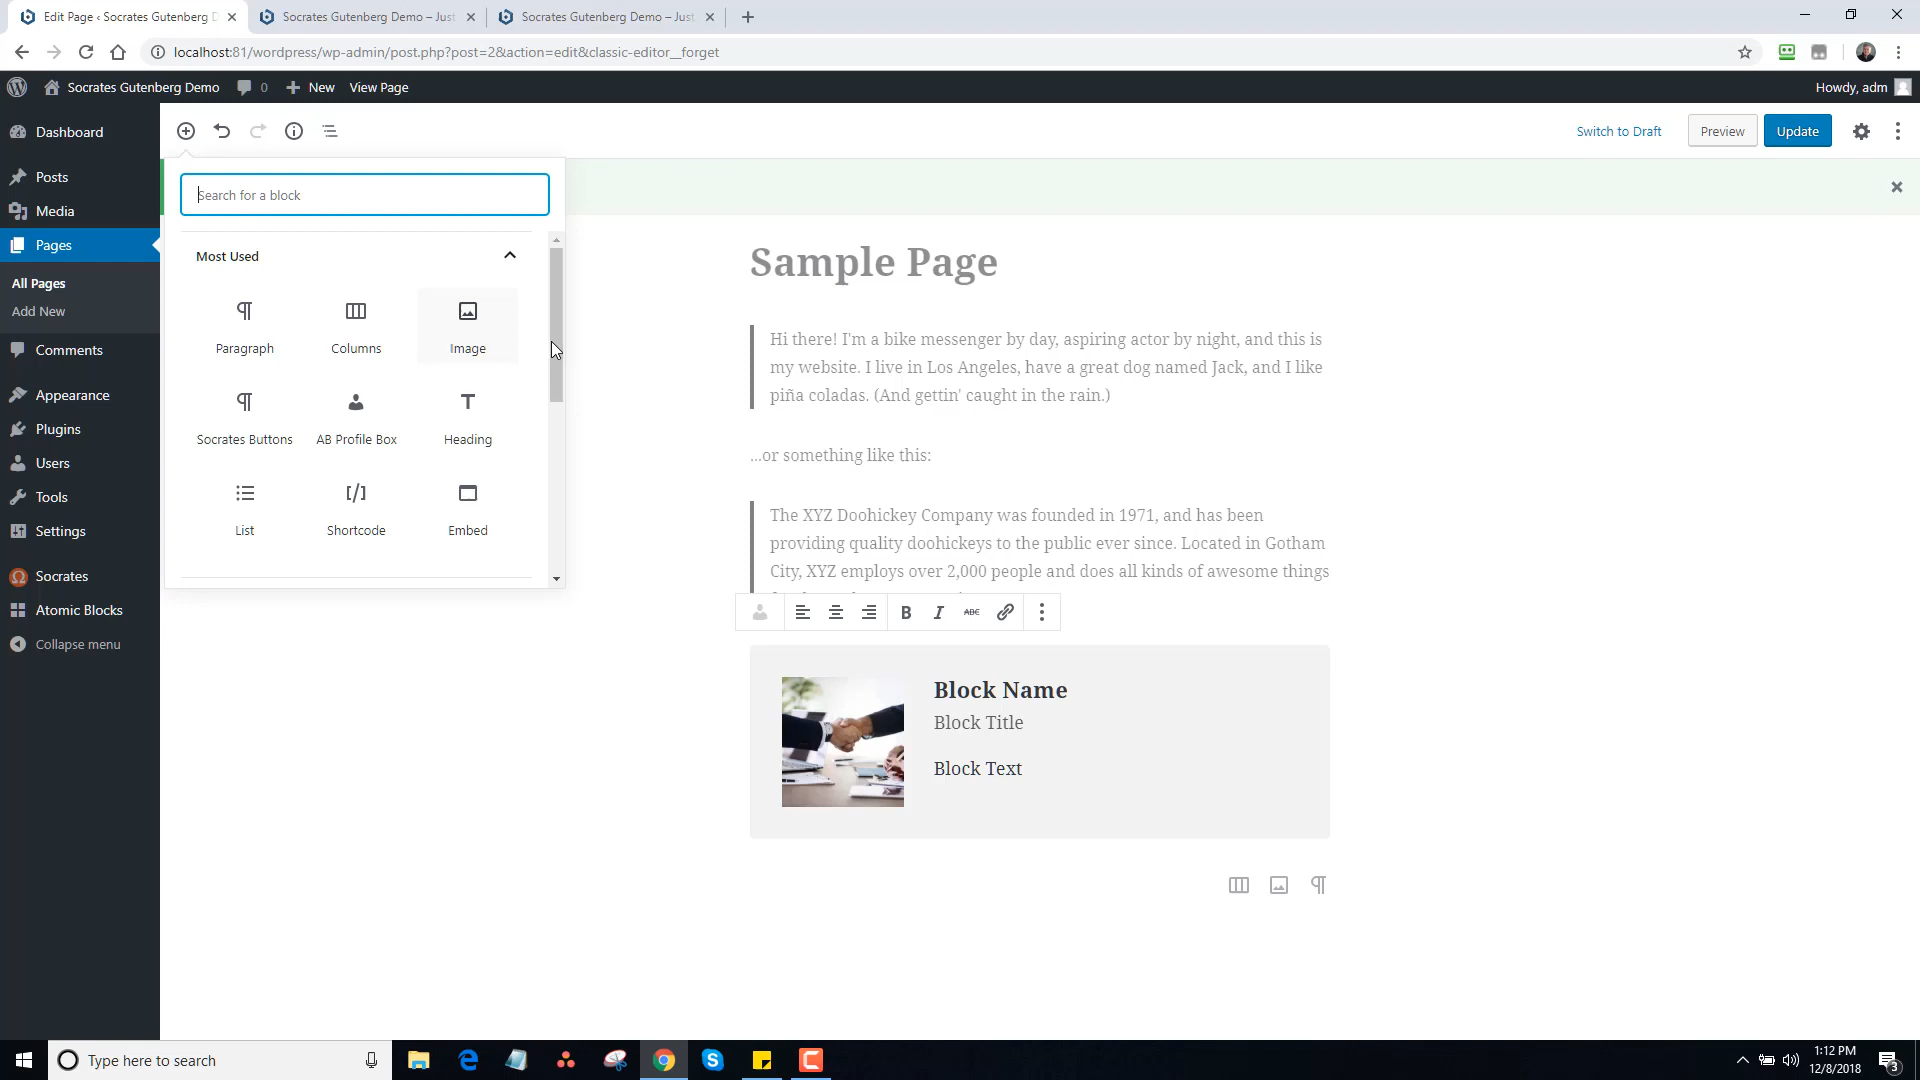 Edit Page ‹ Socrates Gutenberg D
Socrates Gutenberg Demo – Just
Socrates Gutenberg Demo – Just
localhost:81/wordpress/wp-admin/post.php?post=2&action=edit&classic-editor__forget
Socrates Gutenberg Demo
0
New
View Page
Howdy, adm
Dashboard
Posts
Media
Pages
All Pages
Add New
Comments
Appearance
Plugins
Users
Tools
Settings
Socrates
Atomic Blocks
Collapse menu
Switch to Draft
Preview
Update
Search for a block
Most Used
Paragraph
Columns
Image
Socrates Buttons
AB Profile Box
Heading
List
Shortcode
Embed
Sample Page
Hi there! I'm a bike messenger by day, aspiring actor by night, and this is
my website. I live in Los Angeles, have a great dog named Jack, and I like
piña coladas. (And gettin' caught in the rain.)
...or something like this:
The XYZ Doohickey Company was founded in 1971, and has been
providing quality doohickeys to the public ever since. Located in Gotham
City, XYZ employs over 2,000 people and does all kinds of awesome things
B I ABC
Block Name
Block Title
Block Text
Type here to search
1:12 PM
12/8/2018
3